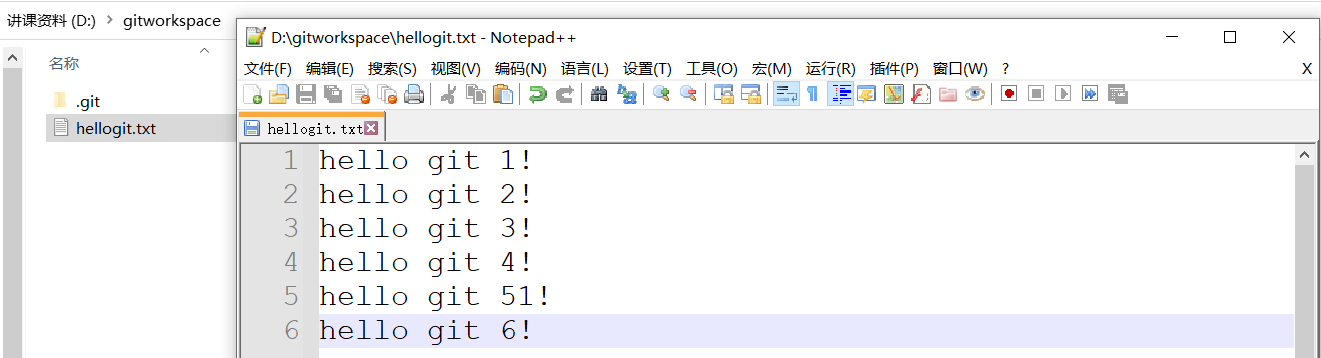 讲课资料 (D:) > gitworkspace
名称
.git
hellogit.txt
D:\gitworkspace\hellogit.txt - Notepad++
文件(F) 编辑(E) 搜索(S) 视图(V) 编码(N) 语言(L) 设置(T) 工具(O) 宏(M) 运行(R) 插件(P) 窗口(W) ? X
hellogit.txt
1 hello git 1!
2 hello git 2!
3 hello git 3!
4 hello git 4!
5 hello git 51!
6 hello git 6!